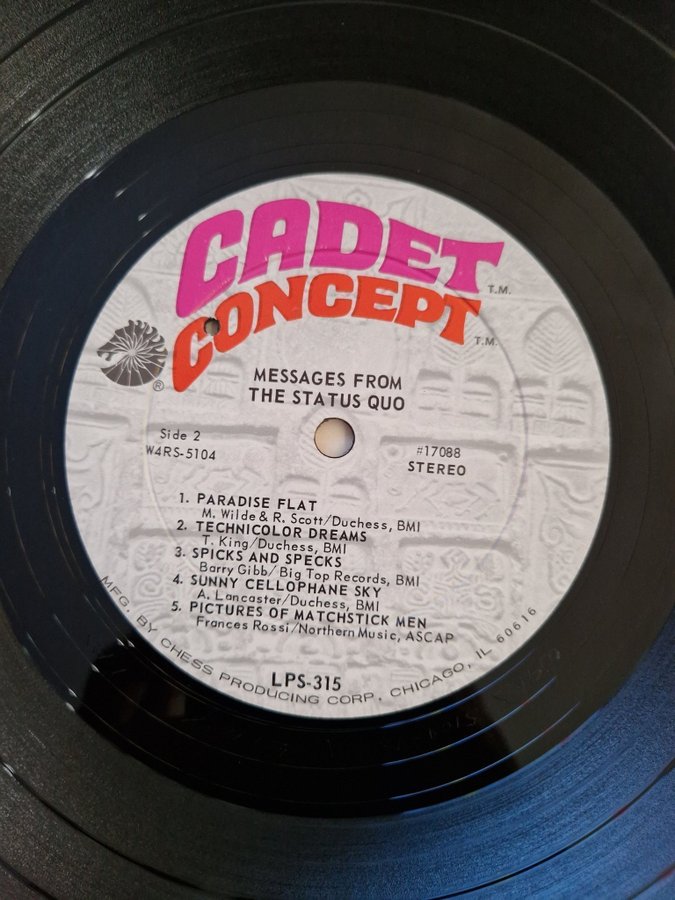 CADET T.M.
CONCEPT T.M.
®
MESSAGES FROM
THE STATUS QUO
Side 2
W4RS-5104
#17088
STEREO
1. PARADISE FLAT
M. Wilde & R. Scott/Duchess, BMI
2. TECHNICOLOR DREAMS
T. King/Duchess, BMI
3. SPICKS AND SPECKS
Barry Gibb/Big Top Records, BMI
4. SUNNY CELLOPHANE SKY
A. Lancaster/Duchess, BMI
5. PICTURES OF MATCHSTICK MEN
Frances Rossi/Northern Music, ASCAP
LPS-315
MFG. BY CHESS PRODUCING CORP. CHICAGO, IL 60616